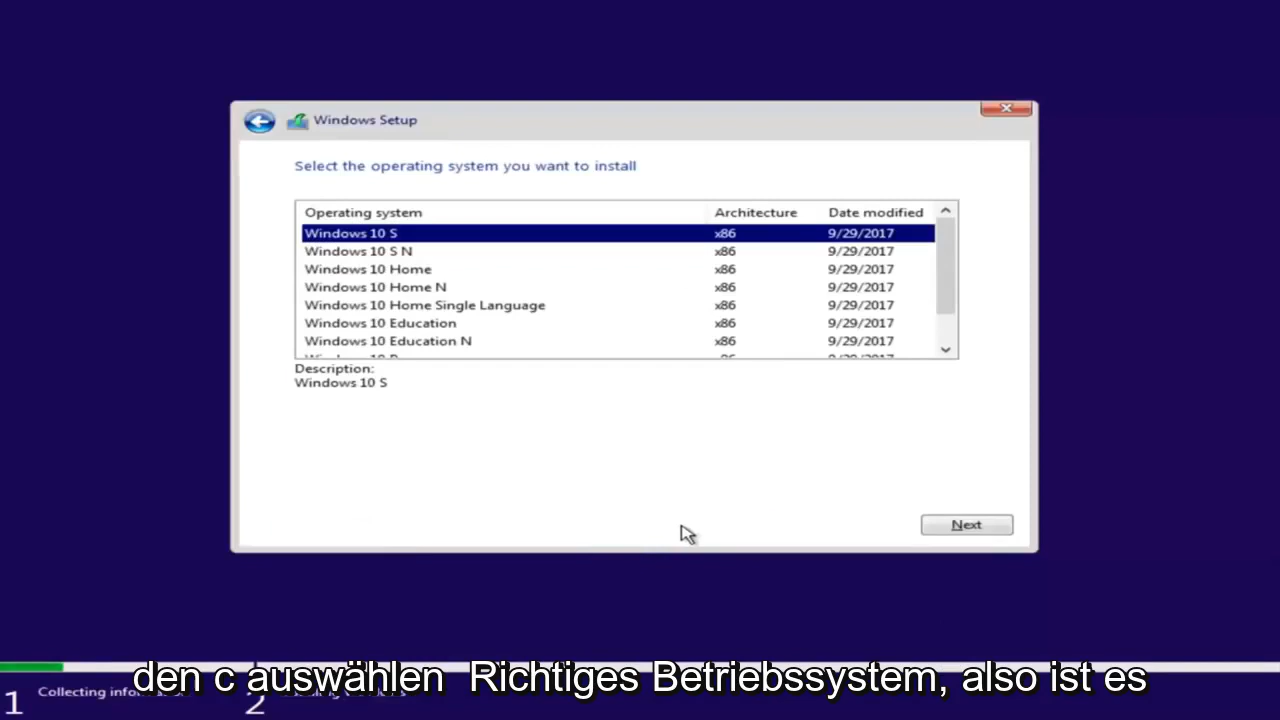 Windows Setup
Select the operating system you want to install
Operating system Architecture Date modified
Windows 10 S x86 9/29/2017
Windows 10 S N x86 9/29/2017
Windows 10 Home x86 9/29/2017
Windows 10 Home N x86 9/29/2017
Windows 10 Home Single Language x86 9/29/2017
Windows 10 Education x86 9/29/2017
Windows 10 Education N x86 9/29/2017
Description:
Windows 10 S
Next
den c auswählen Richtiges Betriebssystem, also ist es
1 Collecting 2